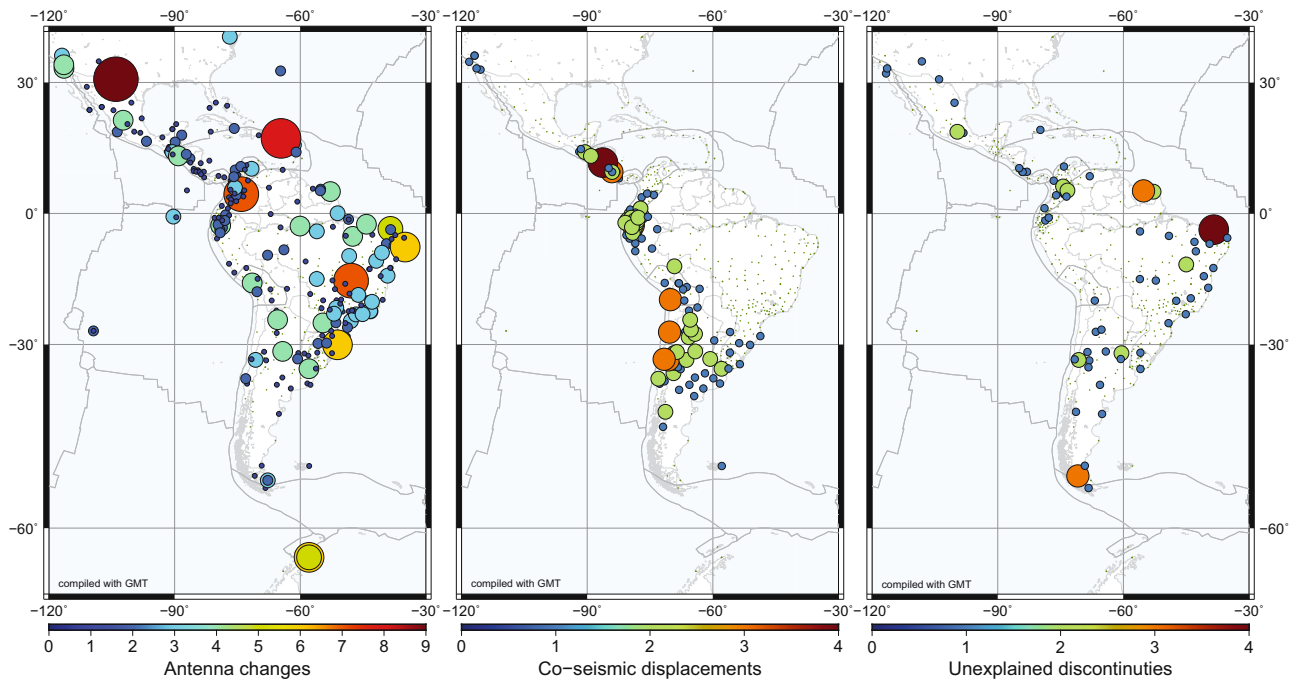 −120° −90° −60° −30° −120° −90° −60° −30° −120° −90° −60° −30°
30° 30°
0° 0°
−30° −30°
−60° −60°
compiled with GMT compiled with GMT compiled with GMT
−120° −90° −60° −30° −120° −90° −60° −30° −120° −90° −60° −30°
0 1 2 3 4 5 6 7 8 9 0 1 2 3 4 0 1 2 3 4
Antenna changes Co−seismic displacements Unexplained discontinuties